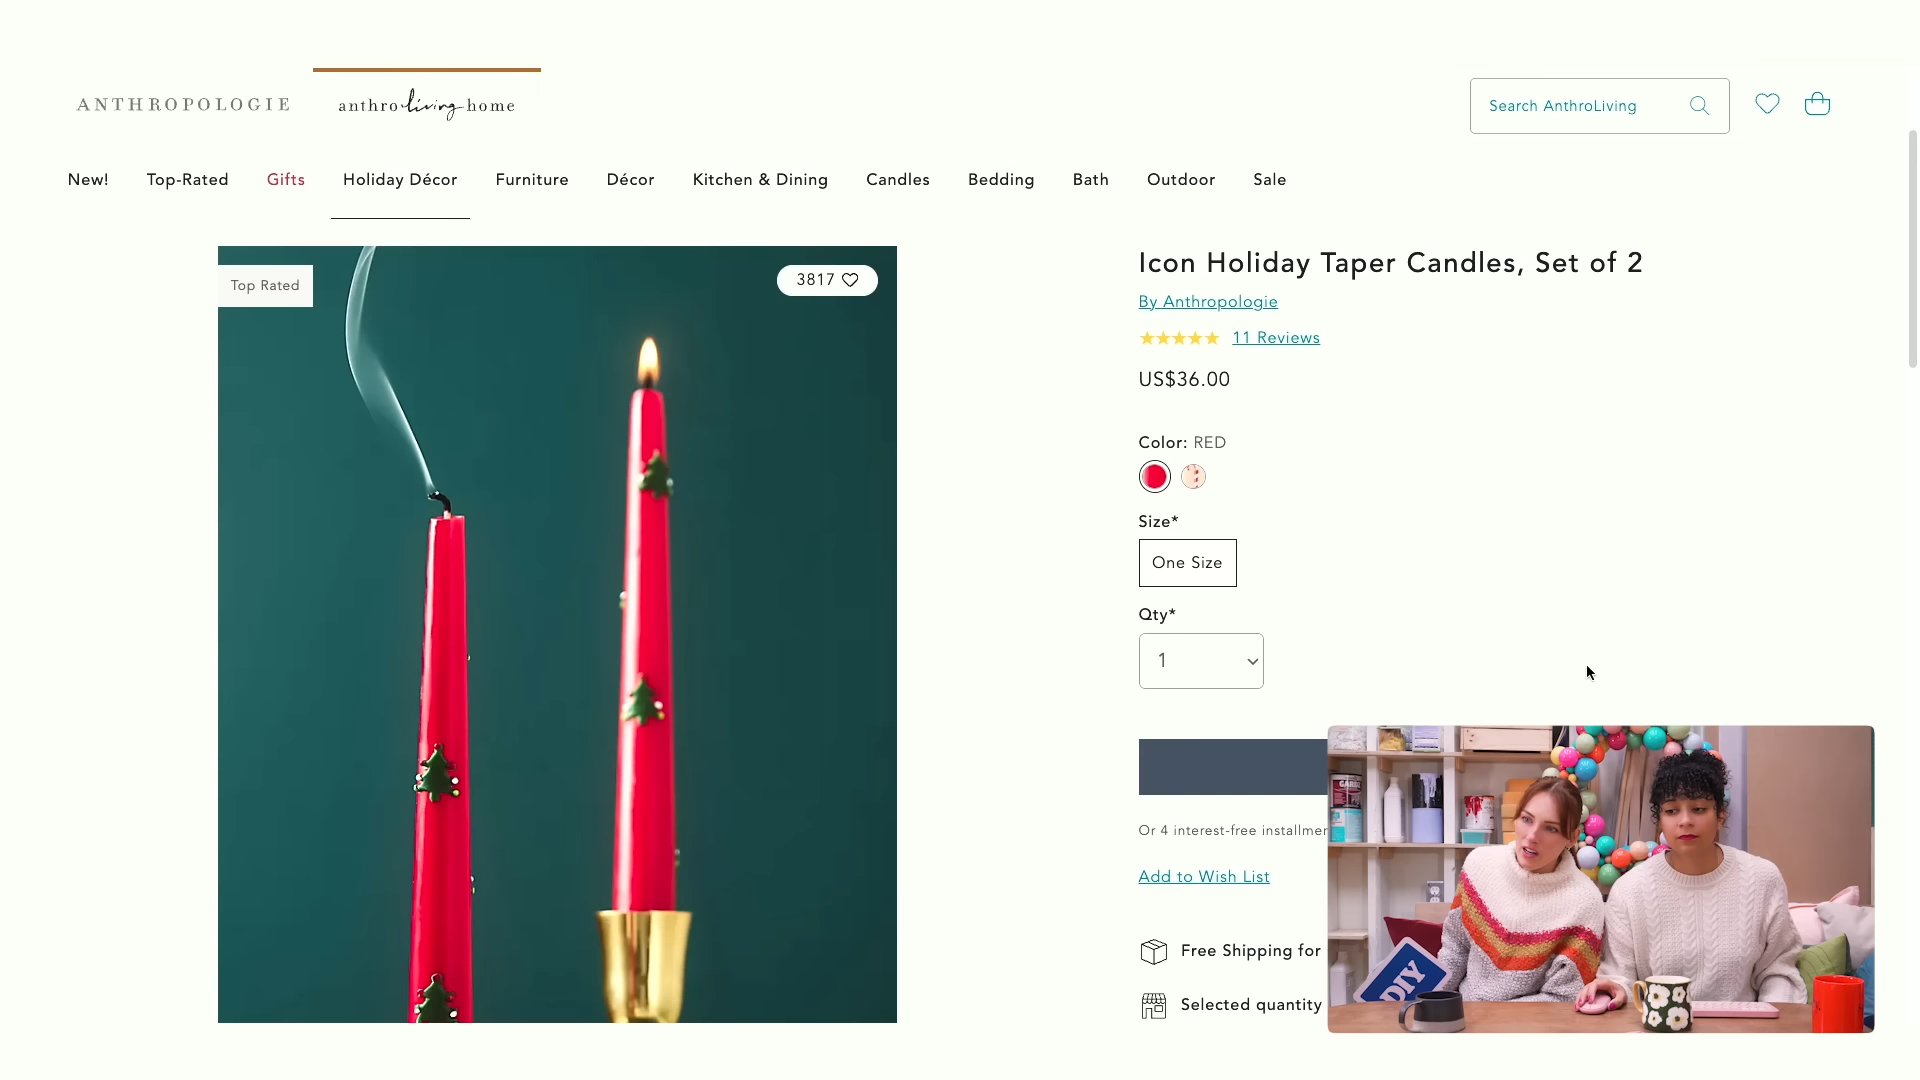 ANTHROPOLOGIE
anthroliving home
Search AnthroLiving
New! Top-Rated Gifts Holiday Décor Furniture Décor Kitchen & Dining Candles Bedding Bath Outdoor Sale
Top Rated
3817
Icon Holiday Taper Candles, Set of 2
By Anthropologie
11 Reviews
US$36.00
Color: RED
Size*
One Size
Qty*
1
Or 4 interest-free installmen
Add to Wish List
Free Shipping for
Selected quantity
DIY